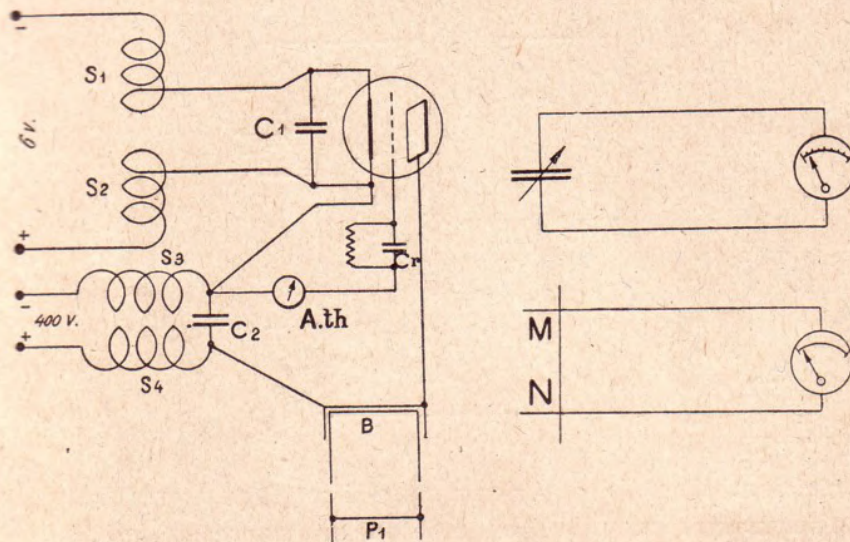 -
S1
C1
6v.
S2
+
S3
-
Cr
400 V.
C2
A.th
+
S4
B
P1
M
N